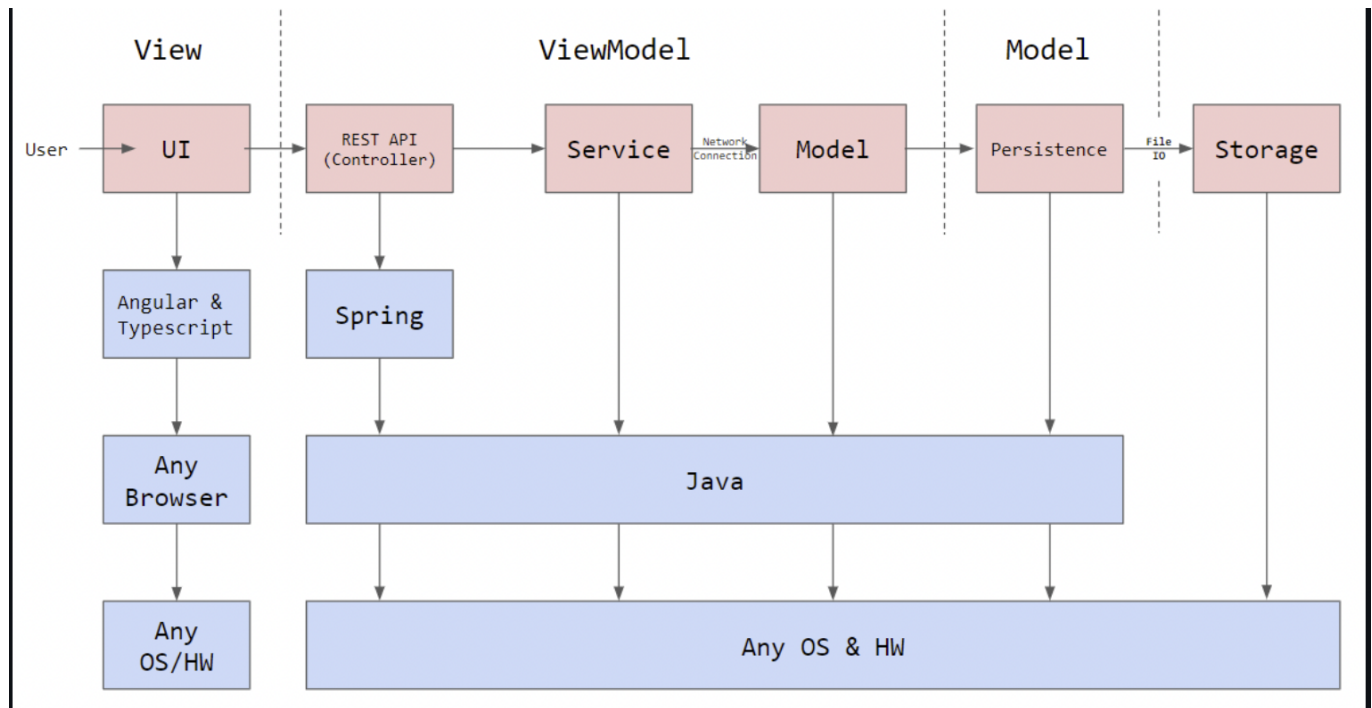 View
ViewModel
Model
User
UI
REST API
(Controller)
Service
Network
Connection
Model
Persistence
File
IO
Storage
Angular &
Typescript
Spring
Any
Browser
Java
Any
OS/HW
Any OS & HW